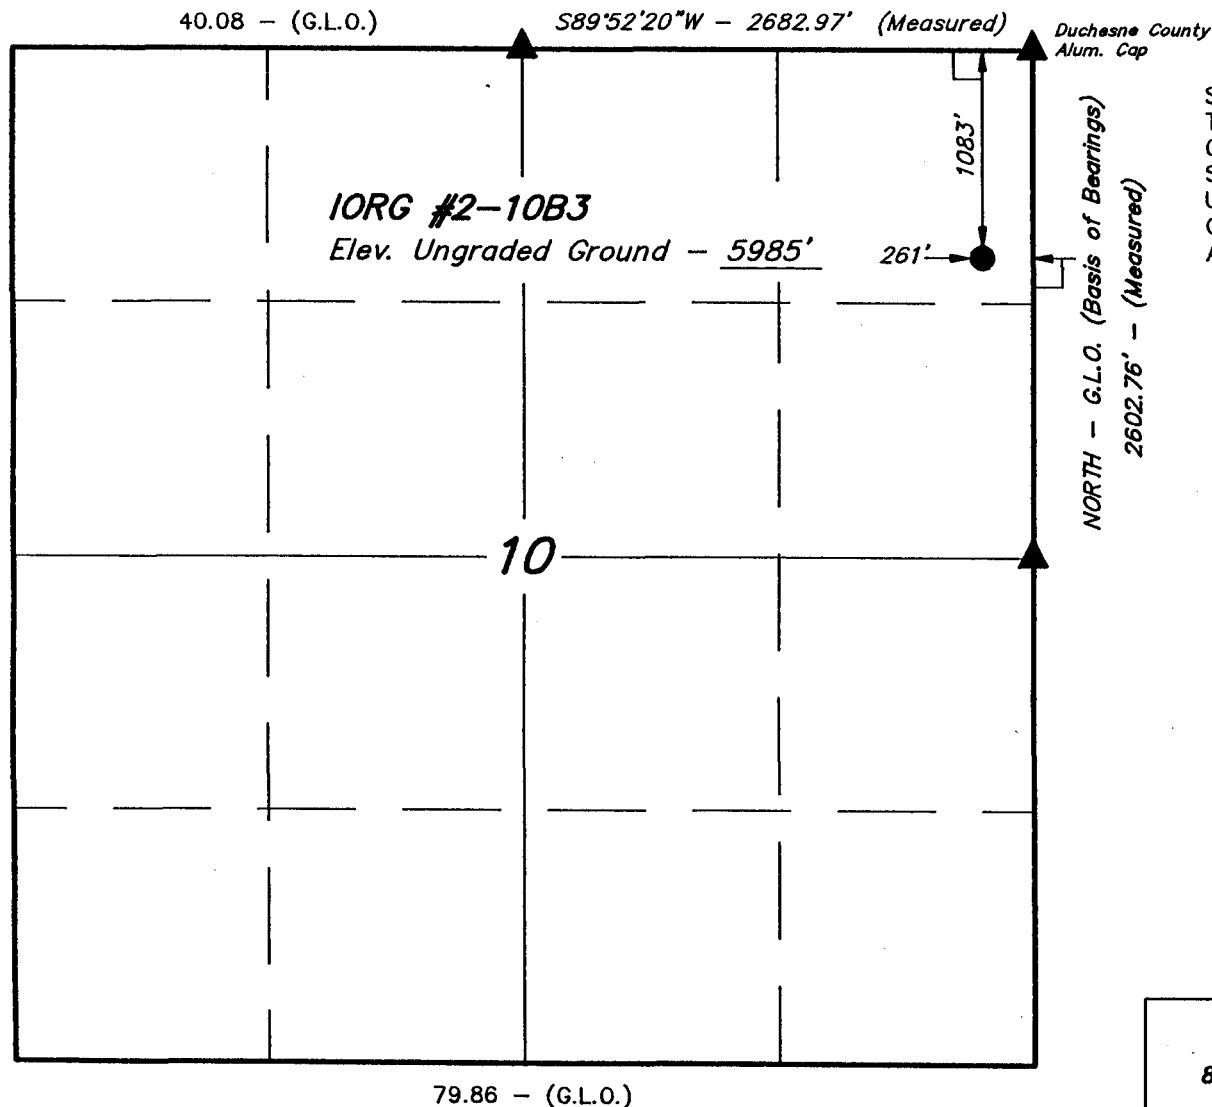 40.08 – (G.L.O.)
S89°52'20"W – 2682.97' (Measured)
Duchesne County
Alum. Cap
1083'
IORG #2-10B3
Elev. Ungraded Ground – 5985'
261'
NORTH – G.L.O. (Basis of Bearings)
2602.76' – (Measured)
10
79.86 – (G.L.O.)
8